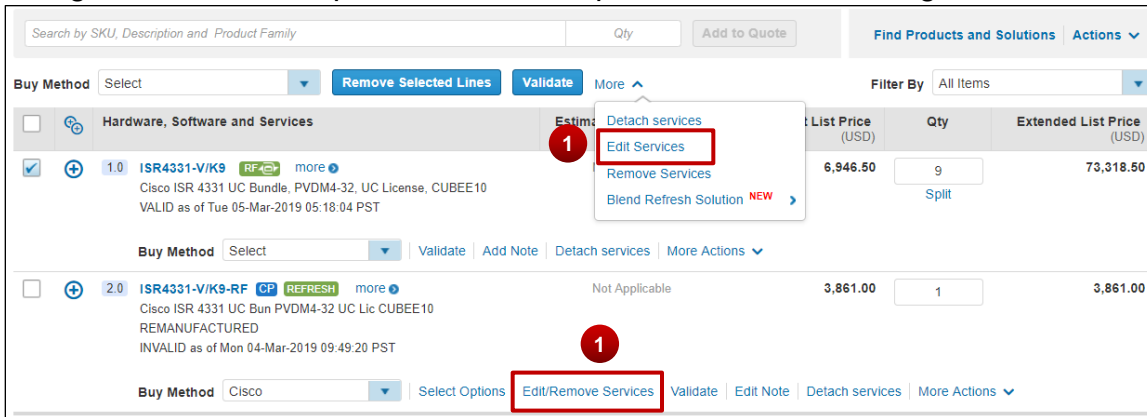 Search by SKU, Description and Product Family Qty Add to Quote Find Products and Solutions Actions
Buy Method Select Remove Selected Lines Validate More Filter By All Items
Hardware, Software and Services Estima t List Price Qty Extended List Price
(USD) (USD)
Detach services
1 Edit Services
Remove Services
Blend Refresh Solution NEW
1.0 ISR4331-V/K9 RF more 6,946.50 9 73,318.50
Cisco ISR 4331 UC Bundle, PVDM4-32, UC License, CUBEE10 Split
VALID as of Tue 05-Mar-2019 05:18:04 PST
Buy Method Select Validate Add Note Detach services More Actions
2.0 ISR4331-V/K9-RF CP REFRESH more Not Applicable 3,861.00 1 3,861.00
Cisco ISR 4331 UC Bun PVDM4-32 UC Lic CUBEE10
REMANUFACTURED
INVALID as of Mon 04-Mar-2019 09:49:20 PST
1
Buy Method Cisco Select Options Edit/Remove Services Validate Edit Note Detach services More Actions